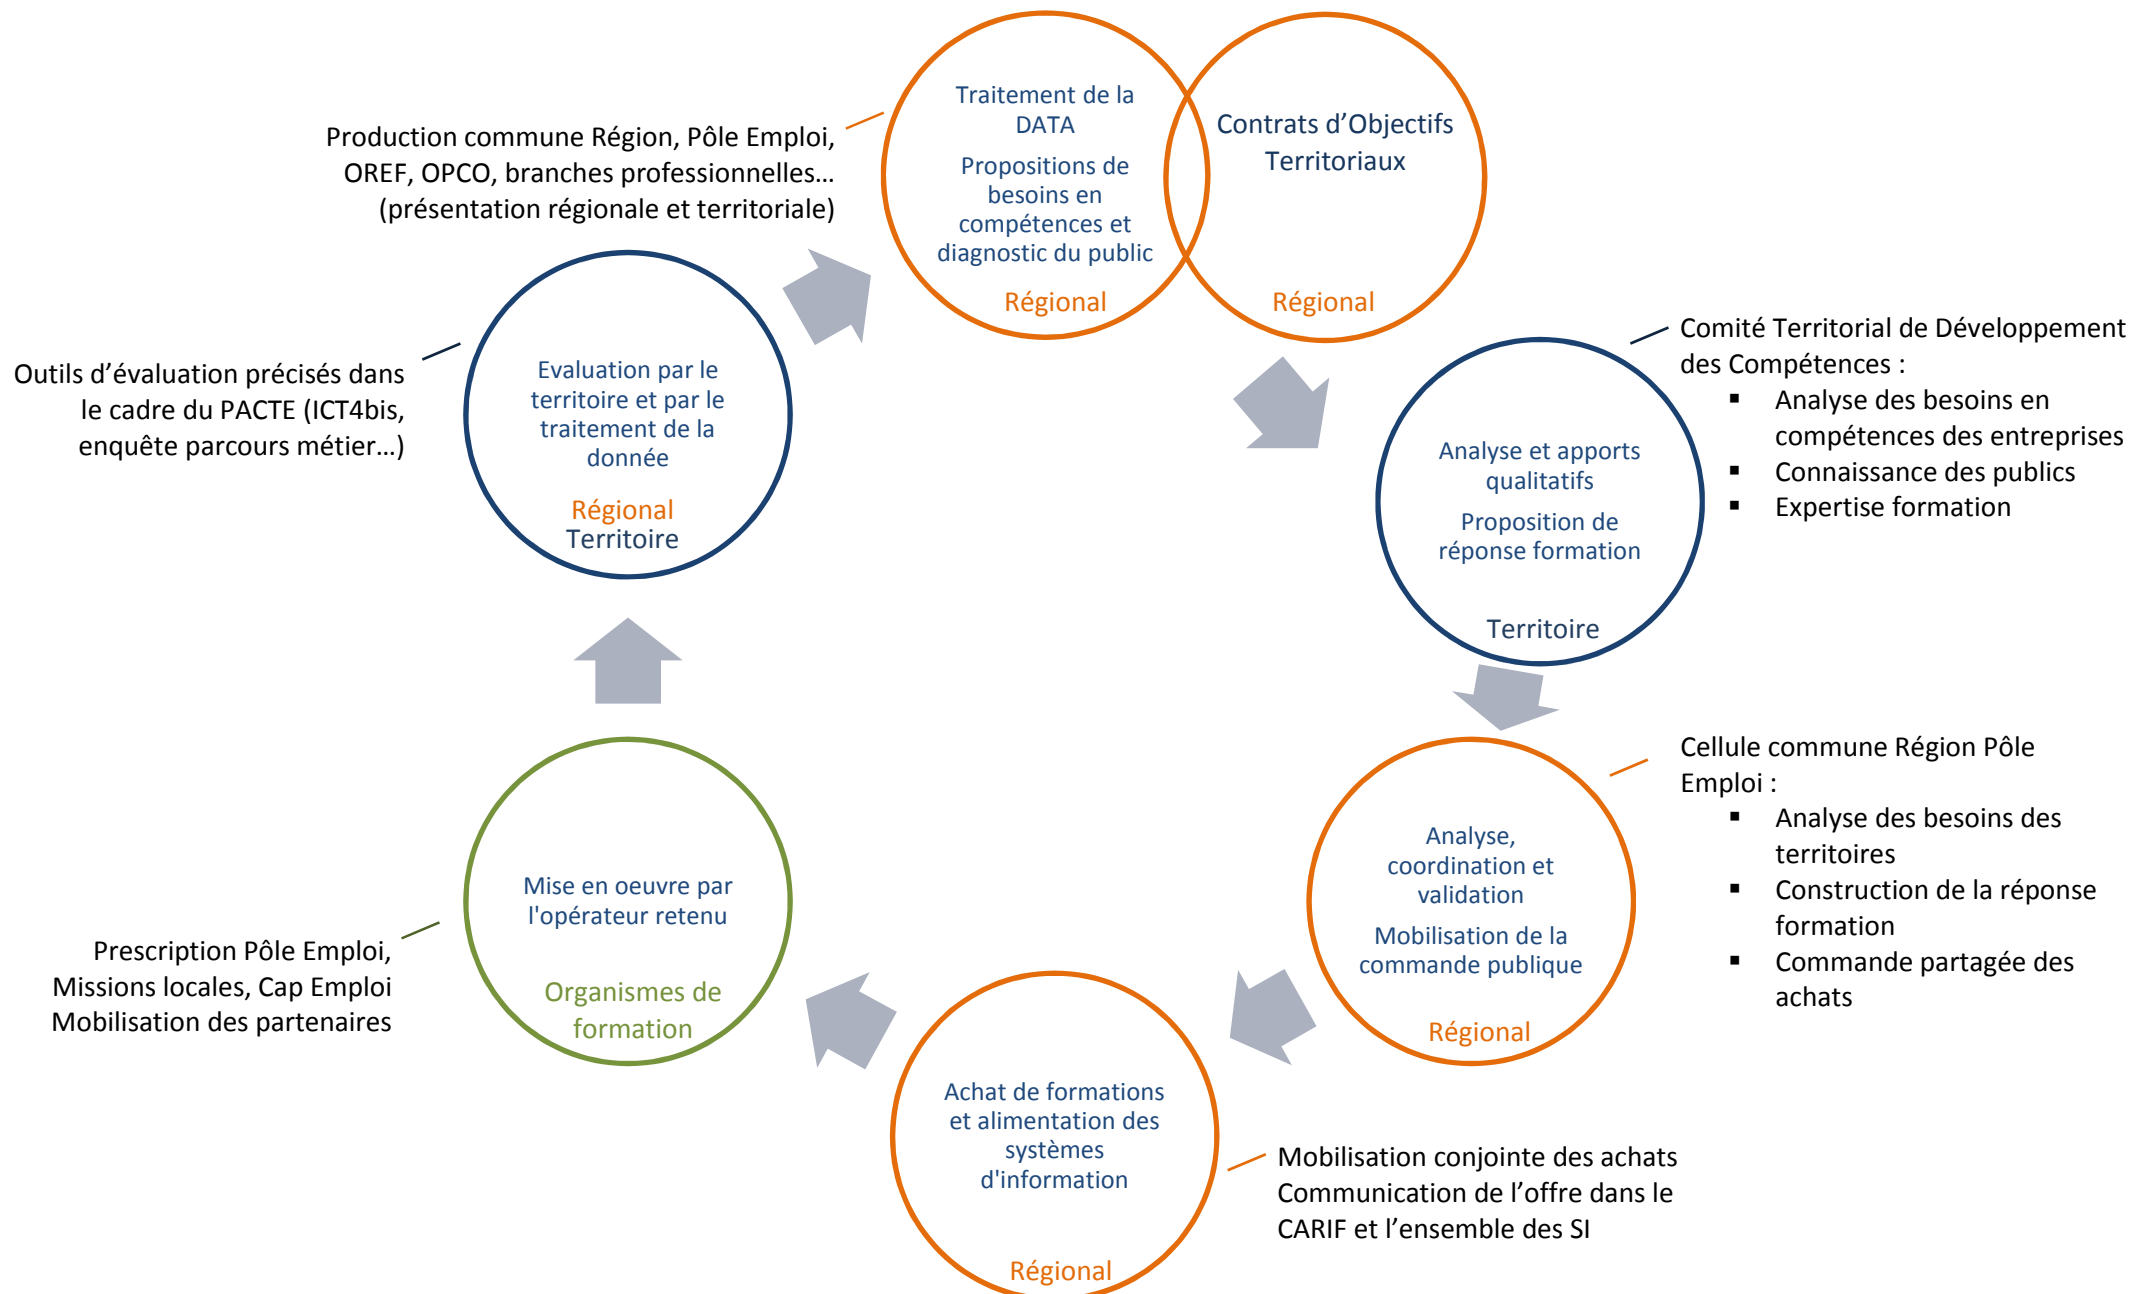 Traitement de la
DATA
Propositions de
besoins en
compétences et
diagnostic du public
Régional
Contrats d’Objectifs
Territoriaux
Régional
Production commune Région, Pôle Emploi,
OREF, OPCO, branches professionnelles…
(présentation régionale et territoriale)
Comité Territorial de Développement
des Compétences :
▪ Analyse des besoins en
compétences des entreprises
▪ Connaissance des publics
▪ Expertise formation
Analyse et apports
qualitatifs
Proposition de
réponse formation
Territoire
Cellule commune Région Pôle
Emploi :
▪ Analyse des besoins des
territoires
▪ Construction de la réponse
formation
▪ Commande partagée des
achats
Analyse,
coordination et
validation
Mobilisation de la
commande publique
Régional
Achat de formations
et alimentation des
systèmes
d'information
Régional
Mobilisation conjointe des achats
Communication de l’offre dans le
CARIF et l’ensemble des SI
Mise en oeuvre par
l'opérateur retenu
Organismes de
formation
Prescription Pôle Emploi,
Missions locales, Cap Emploi
Mobilisation des partenaires
Evaluation par le
territoire et par le
traitement de la
donnée
Régional
Territoire
Outils d’évaluation précisés dans
le cadre du PACTE (ICT4bis,
enquête parcours métier…)